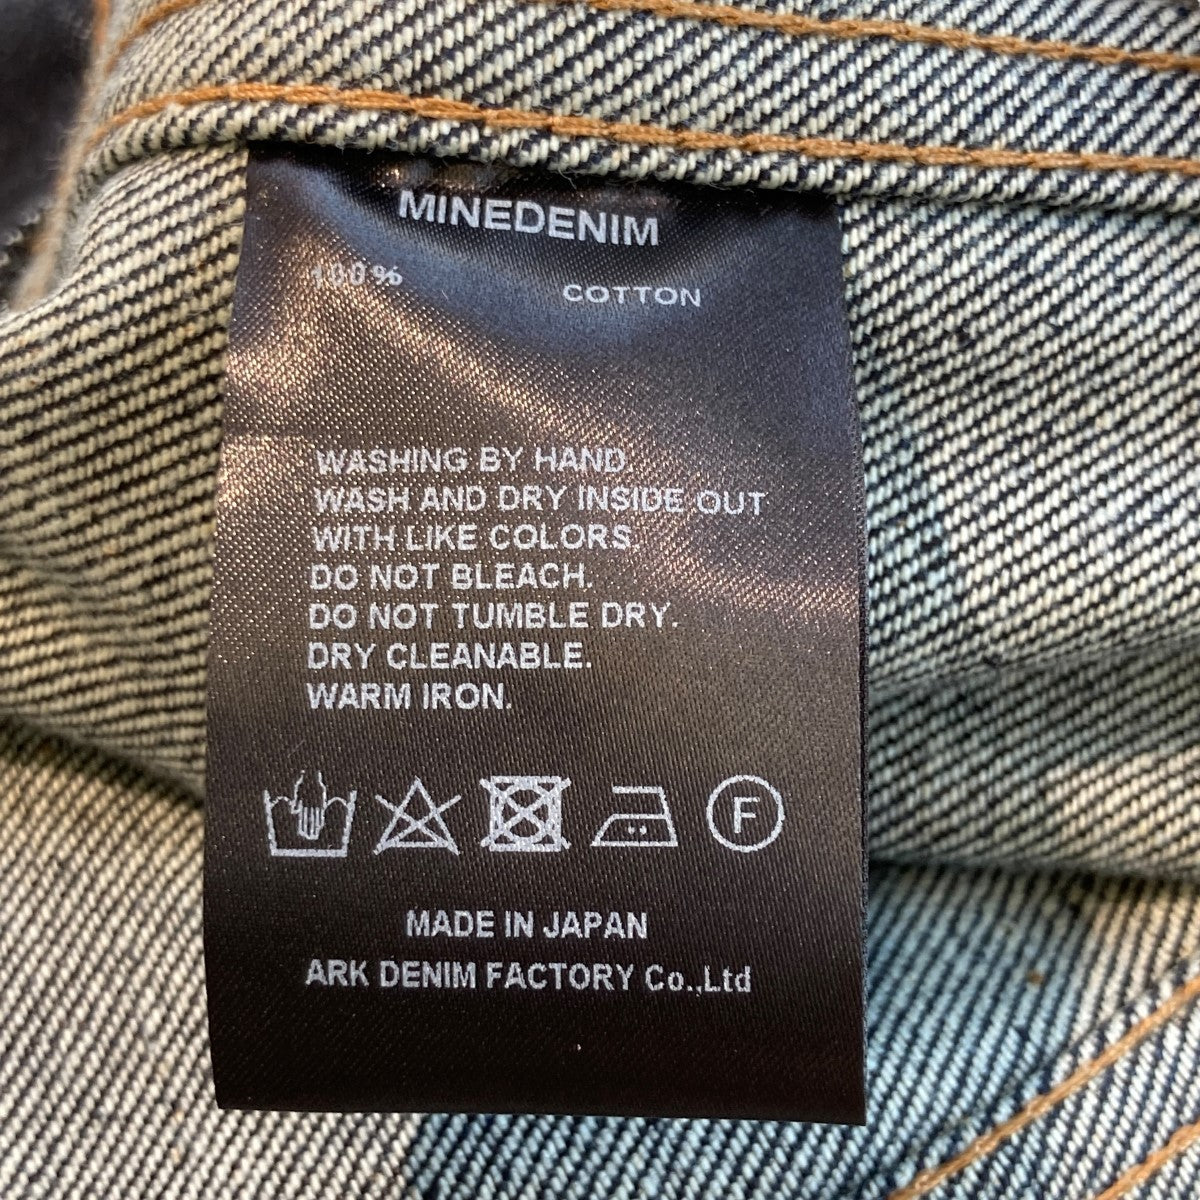 MINEDENIM
100% COTTON
WASHING BY HAND.
WASH AND DRY INSIDE OUT
WITH LIKE COLORS.
DO NOT BLEACH.
DO NOT TUMBLE DRY.
DRY CLEANABLE.
WARM IRON.
F
MADE IN JAPAN
ARK DENIM FACTORY Co.,Ltd